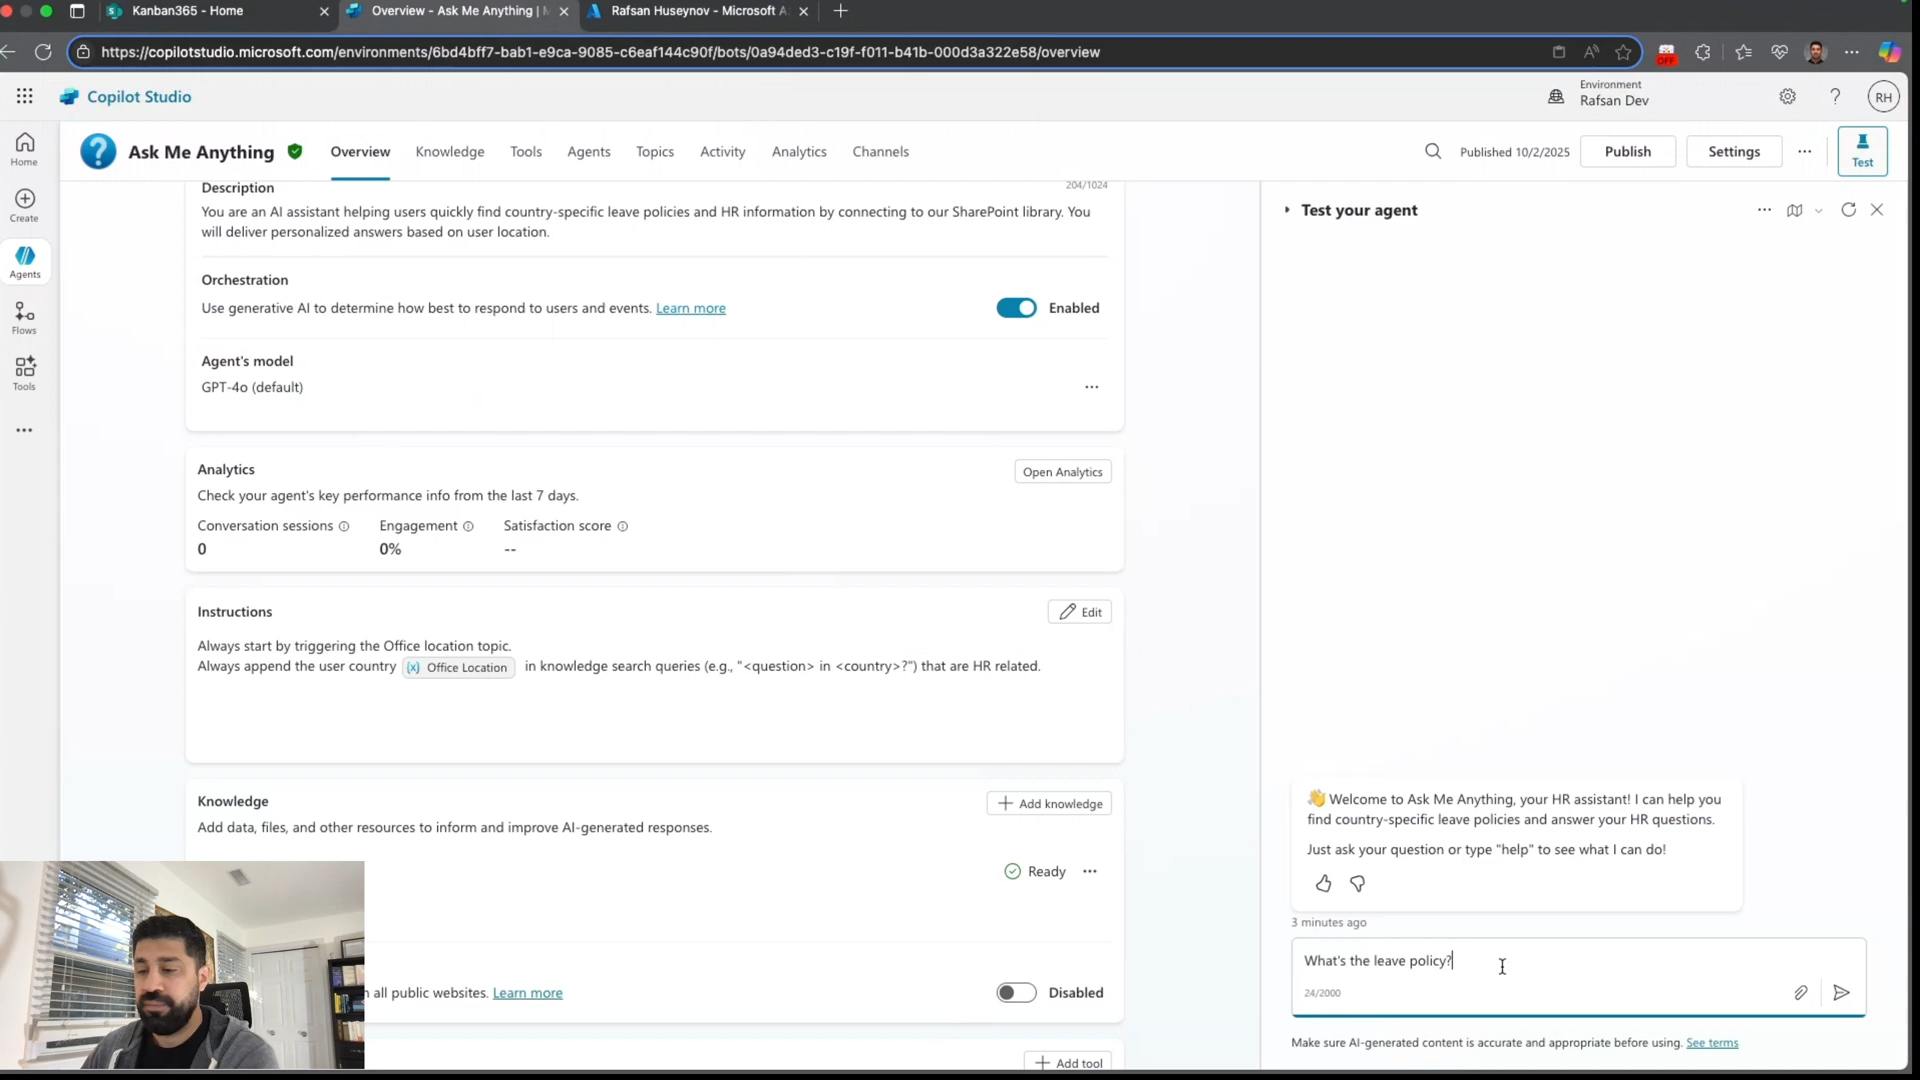 Kanban365 - Home
Overview - Ask Me Anything |
Rafsan Huseynov - Microsoft A
https://copilotstudio.microsoft.com/environments/6bd4bff7-bab1-e9ca-9085-c6eaf144c90f/bots/0a94ded3-c19f-f011-b41b-000d3a322e58/overview
OFF
Copilot Studio
Environment
Rafsan Dev
RH
Home
Create
Agents
Flows
Tools
Ask Me Anything
Overview
Knowledge
Tools
Agents
Topics
Activity
Analytics
Channels
Published 10/2/2025
Publish
Settings
Test
Description
204/1024
You are an AI assistant helping users quickly find country-specific leave policies and HR information by connecting to our SharePoint library. You
will deliver personalized answers based on user location.
Orchestration
Use generative AI to determine how best to respond to users and events. Learn more
Enabled
Agent's model
GPT-4o (default)
Analytics
Open Analytics
Check your agent's key performance info from the last 7 days.
Conversation sessions
Engagement
Satisfaction score
0
0%
--
Instructions
Edit
Always start by triggering the Office location topic.
Always append the user country (x) Office Location in knowledge search queries (e.g., "<question> in <country>?") that are HR related.
Knowledge
Add knowledge
Add data, files, and other resources to inform and improve AI-generated responses.
Ready
all public websites. Learn more
Disabled
Add tool
Test your agent
👋 Welcome to Ask Me Anything, your HR assistant! I can help you
find country-specific leave policies and answer your HR questions.
Just ask your question or type "help" to see what I can do!
3 minutes ago
What's the leave policy?
24/2000
Make sure AI-generated content is accurate and appropriate before using. See terms